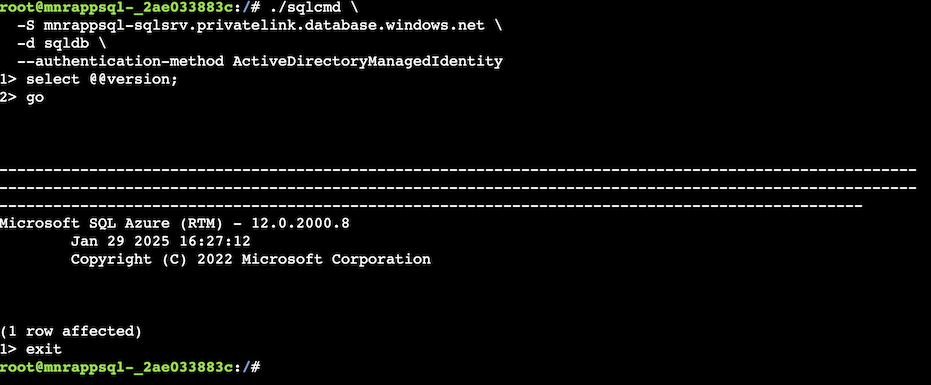 root@mnrappsql-_2ae033883c:/# ./sqlcmd \
  -S mnrappsql-sqlsrv.privatelink.database.windows.net \
  -d sqldb \
  --authentication-method ActiveDirectoryManagedIdentity
1> select @@version;
2> go
-------------------------------------------------------------------------------------------------------
-------------------------------------------------------------------------------------------------------
-------------------------------------------------------------------------------------------------
Microsoft SQL Azure (RTM) - 12.0.2000.8
        Jan 29 2025 16:27:12
        Copyright (C) 2022 Microsoft Corporation
(1 row affected)
1> exit
root@mnrappsql-_2ae033883c:/#